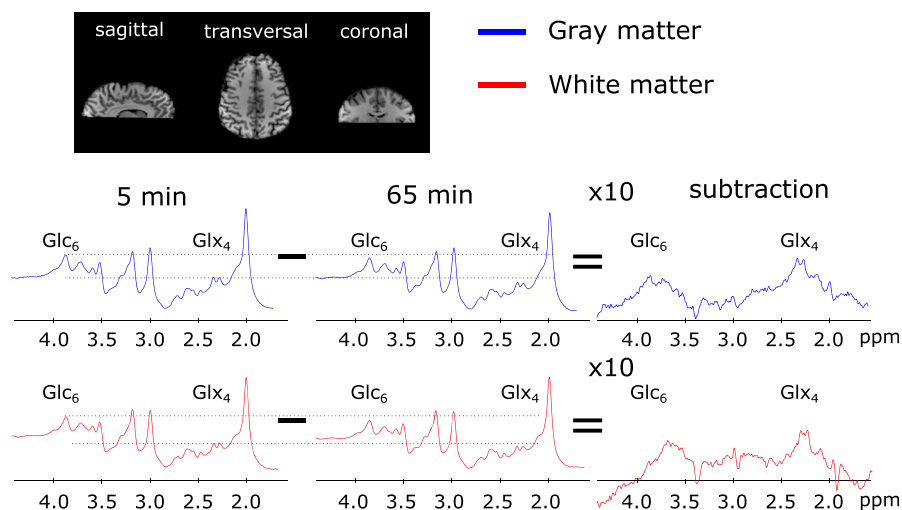 sagittal transversal coronal
Gray matter
White matter
5 min 65 min x10 subtraction
Glc6 Glx4 Glc6 Glx4 Glc6 Glx4
4.0 3.5 3.0 2.5 2.0 4.0 3.5 3.0 2.5 2.0 4.0 3.5 3.0 2.5 2.0 ppm
x10
Glc6 Glx4 Glc6 Glx4 Glc6 Glx4
4.0 3.5 3.0 2.5 2.0 4.0 3.5 3.0 2.5 2.0 4.0 3.5 3.0 2.5 2.0 ppm